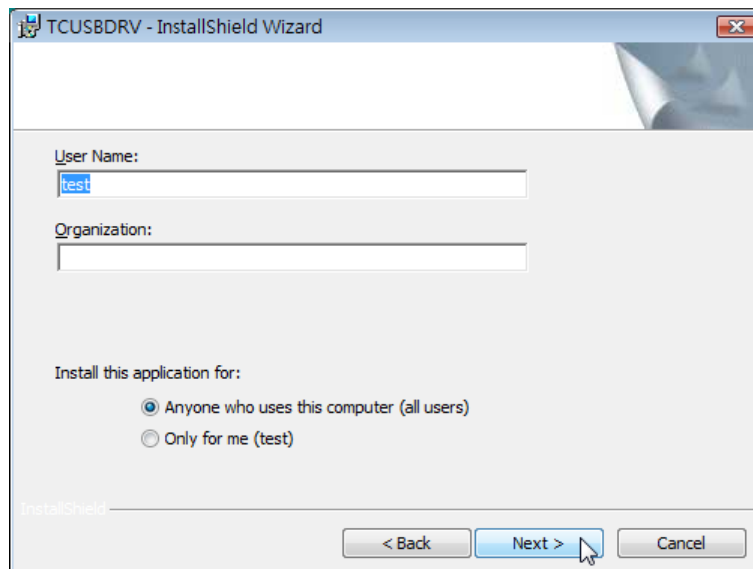 TCUSBDRV - InstallShield Wizard
User Name:
test
Organization:
Install this application for:
Anyone who uses this computer (all users)
Only for me (test)
InstallShield
< Back
Next >
Cancel